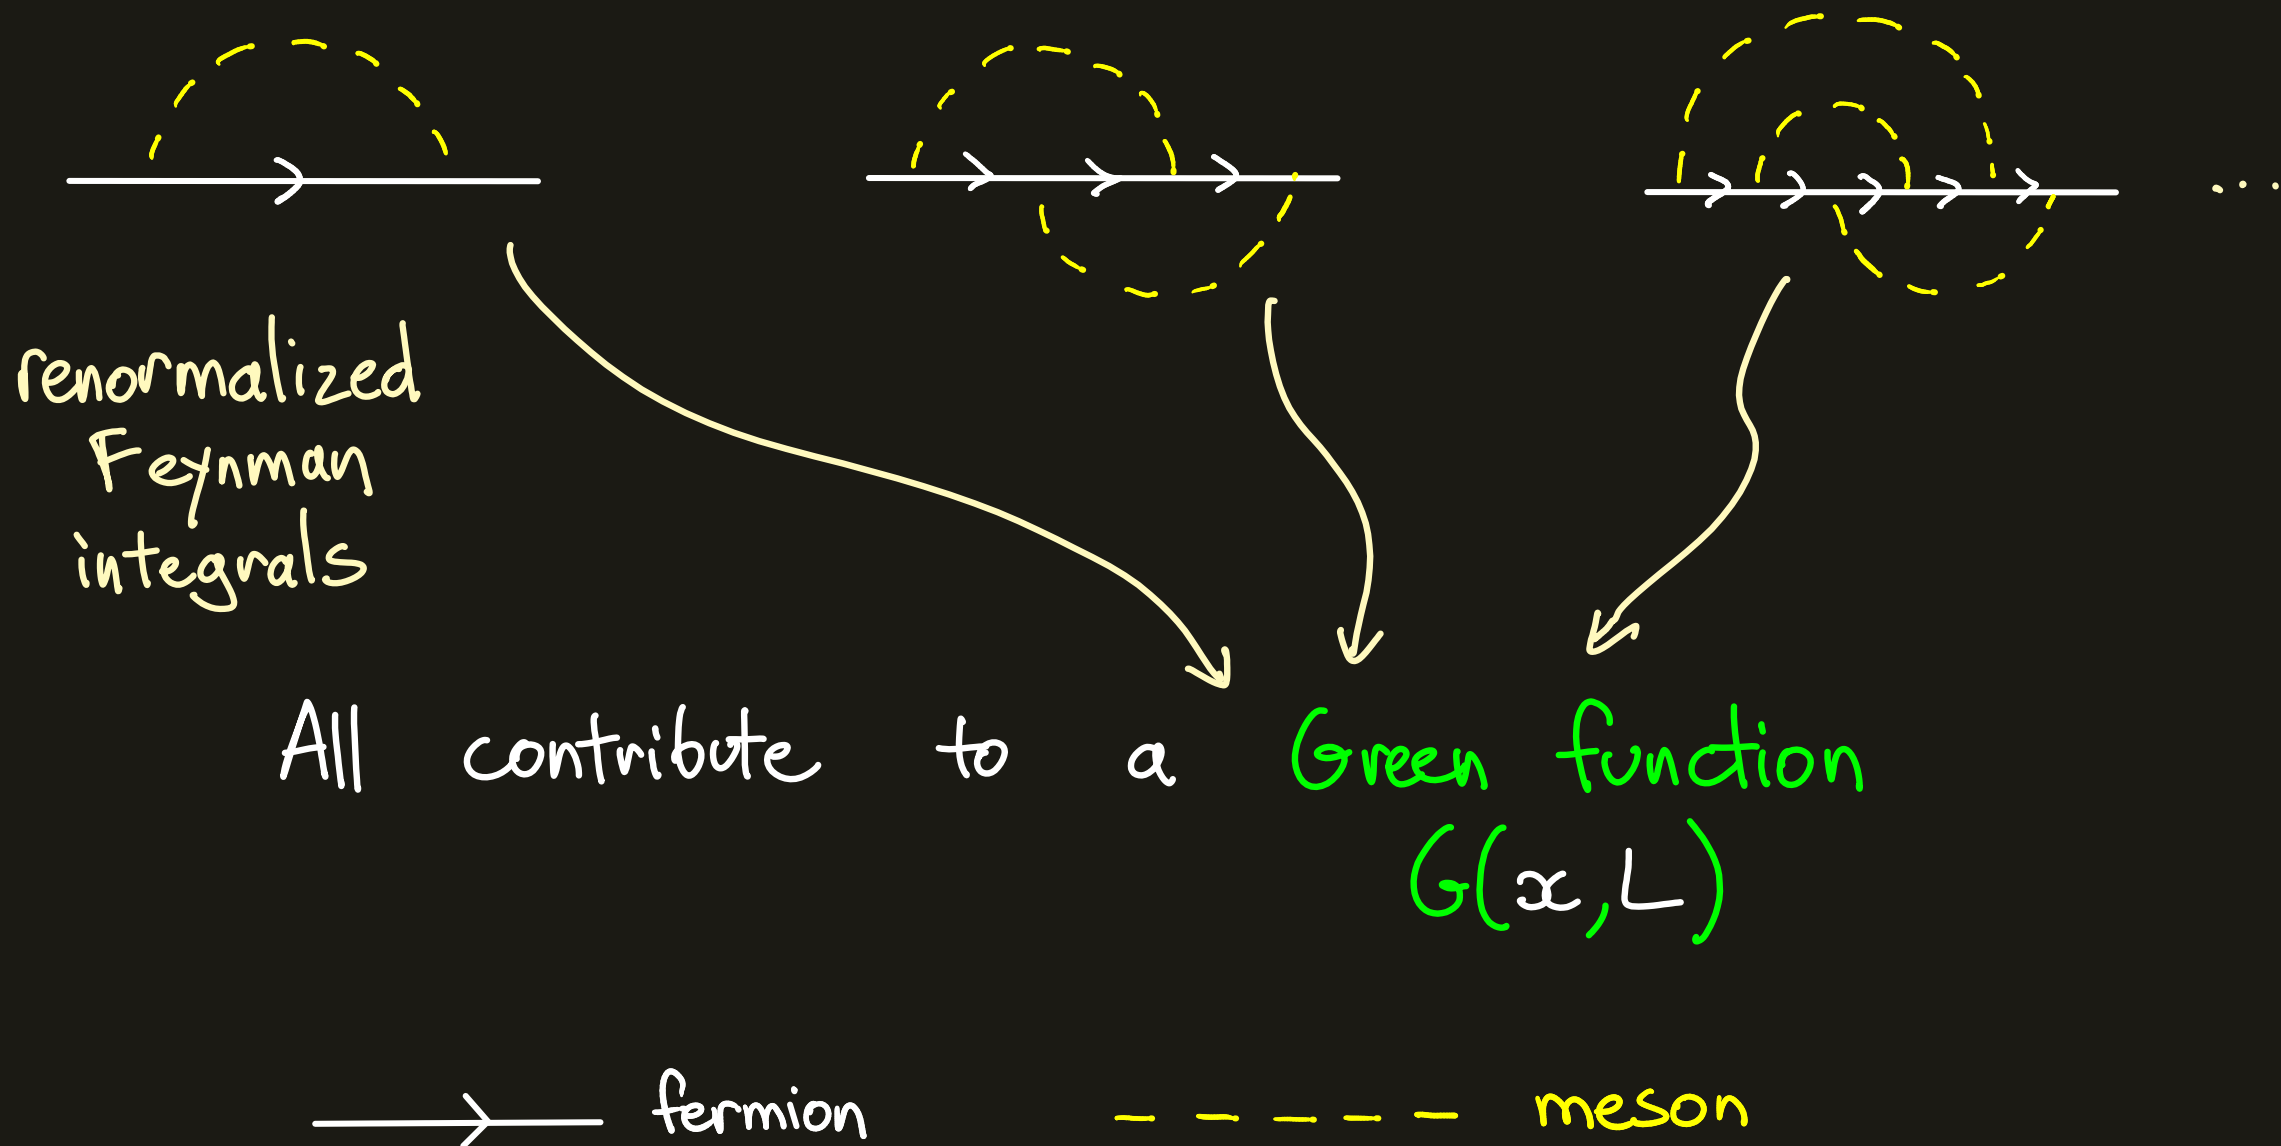 ....
renormalized
Feynman
integrals
All contribute to a Green function
G(x, L)
fermion
meson